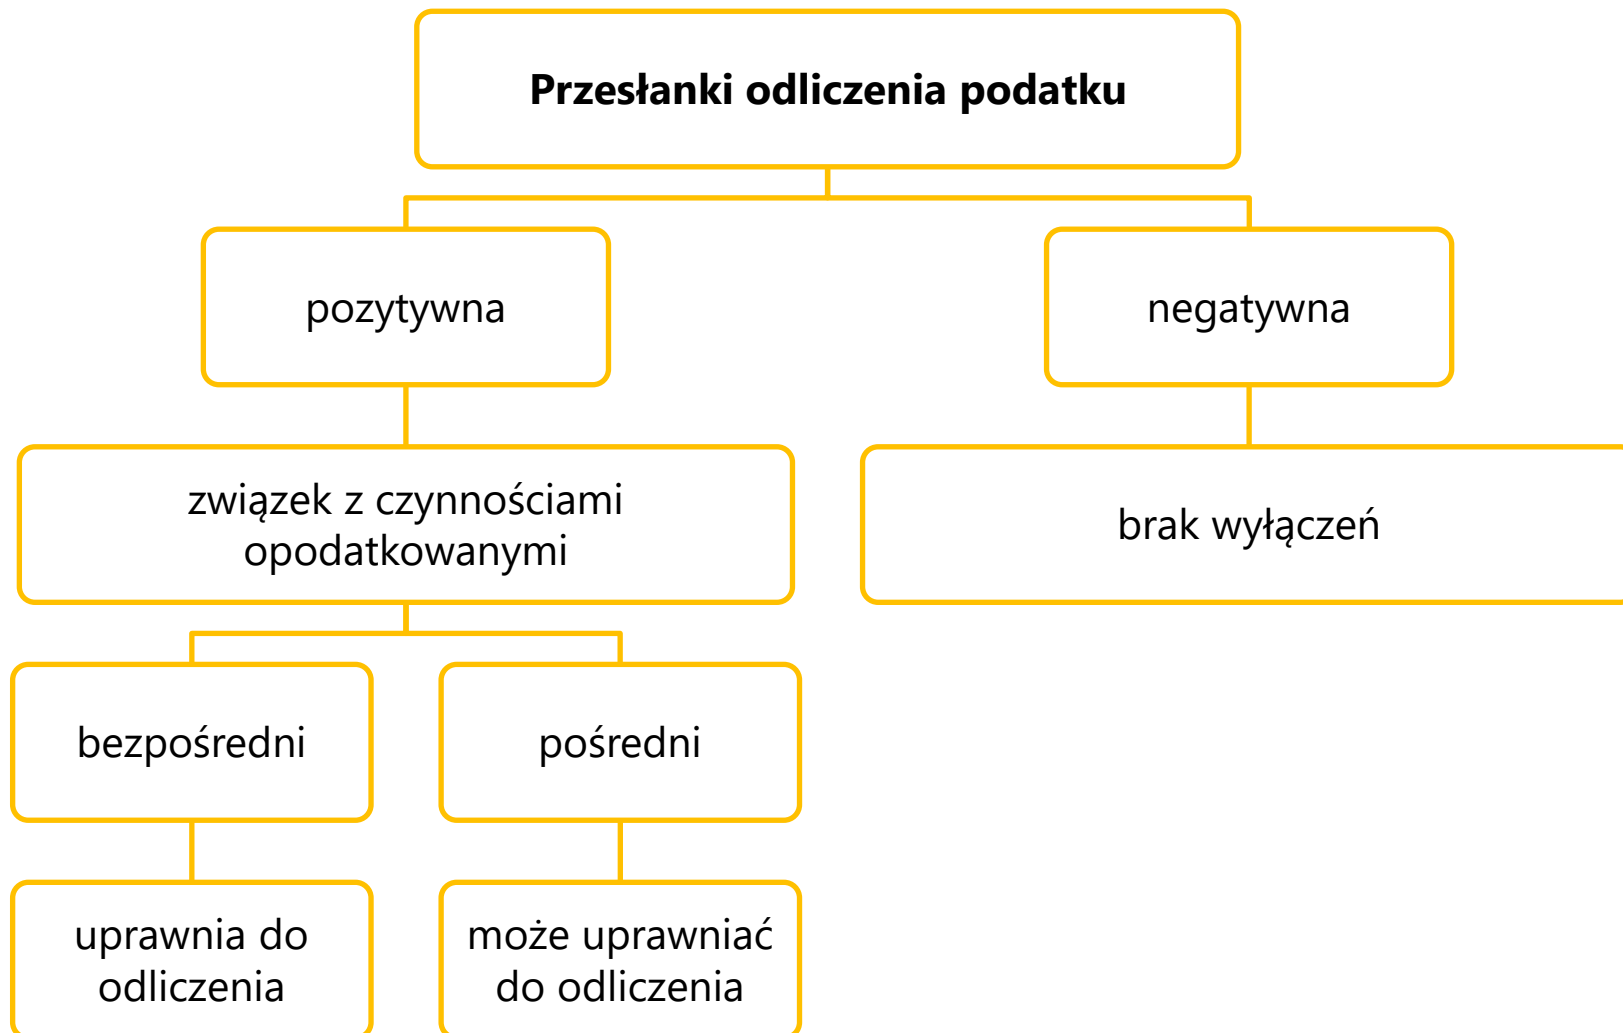 Przesłanki odliczenia podatku
pozytywna
negatywna
związek z czynnościami
opodatkowanymi
brak wyłączeń
bezpośredni
pośredni
uprawnia do
odliczenia
może uprawniać
do odliczenia